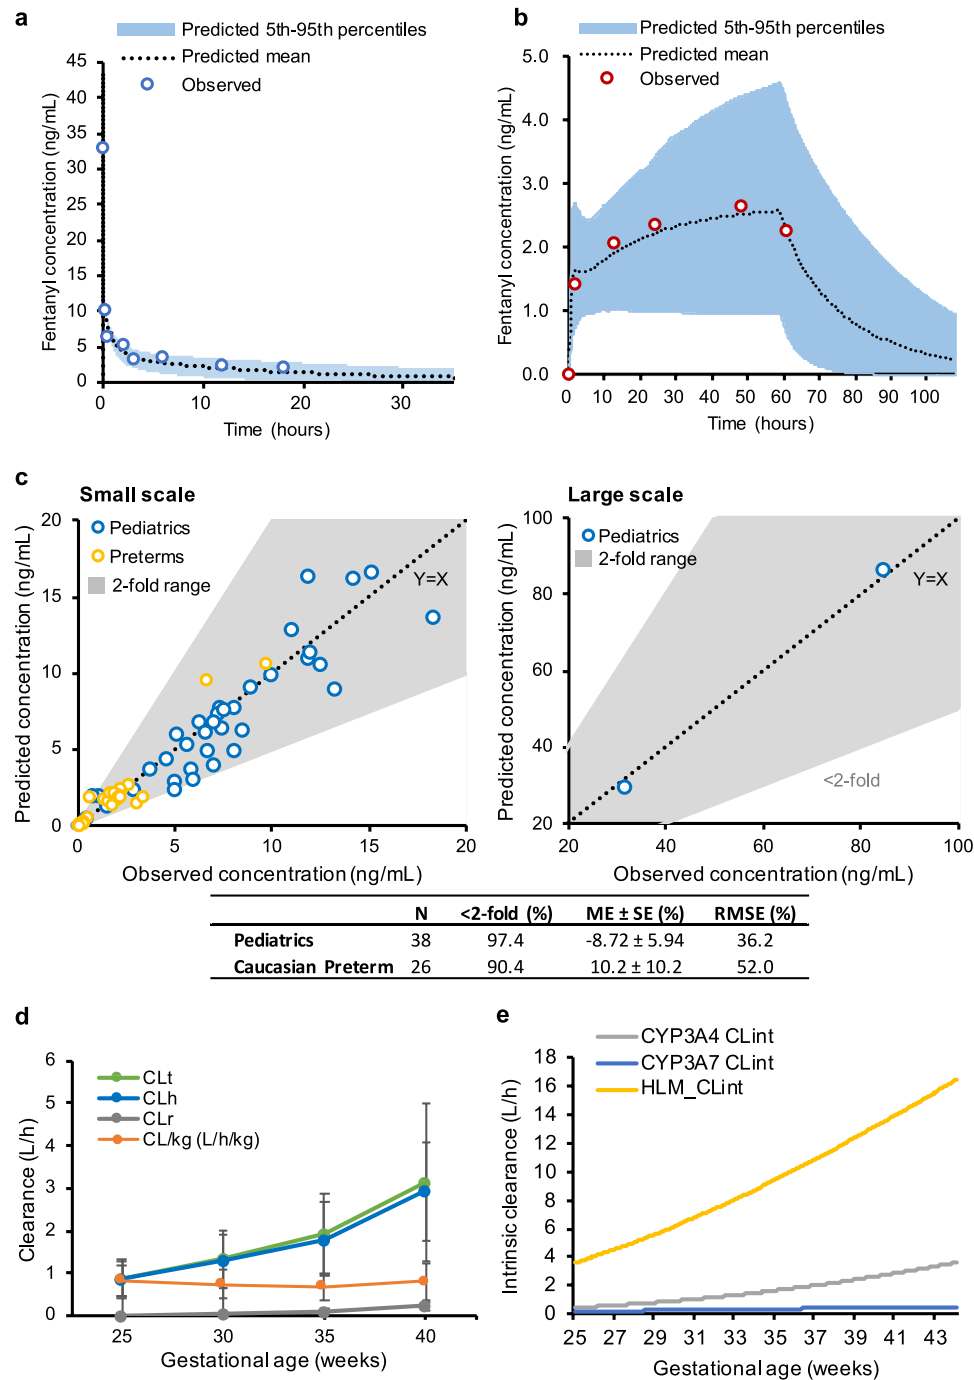 a
Predicted 5th-95th percentiles
Predicted mean
Observed
Fentanyl concentration (ng/mL)
45
40
35
30
25
20
15
10
5
0
0 10 20 30
Time (hours)
b
Predicted 5th-95th percentiles
Predicted mean
Observed
Fentanyl concentration (ng/mL)
5.0
4.0
3.0
2.0
1.0
0.0
0 10 20 30 40 50 60 70 80 90 100
Time (hours)
c
Small scale
Pediatrics
Preterms
2-fold range
Y=X
Predicted concentration (ng/mL)
20
15
10
5
0
0 5 10 15 20
Observed concentration (ng/mL)
Large scale
Pediatrics
2-fold range
Y=X
<2-fold
Predicted concentration (ng/mL)
100
80
60
40
20
20 40 60 80 100
Observed concentration (ng/mL)
N <2-fold (%) ME ± SE (%) RMSE (%)
Pediatrics 38 97.4 -8.72 ± 5.94 36.2
Caucasian Preterm 26 90.4 10.2 ± 10.2 52.0
d
CLt
CLh
CLr
CL/kg (L/h/kg)
Clearance (L/h)
6
5
4
3
2
1
0
25 30 35 40
Gestational age (weeks)
e
CYP3A4 CLint
CYP3A7 CLint
HLM_CLint
Intrinsic clearance (L/h)
18
16
14
12
10
8
6
4
2
0
25 27 29 31 33 35 37 39 41 43
Gestational age (weeks)